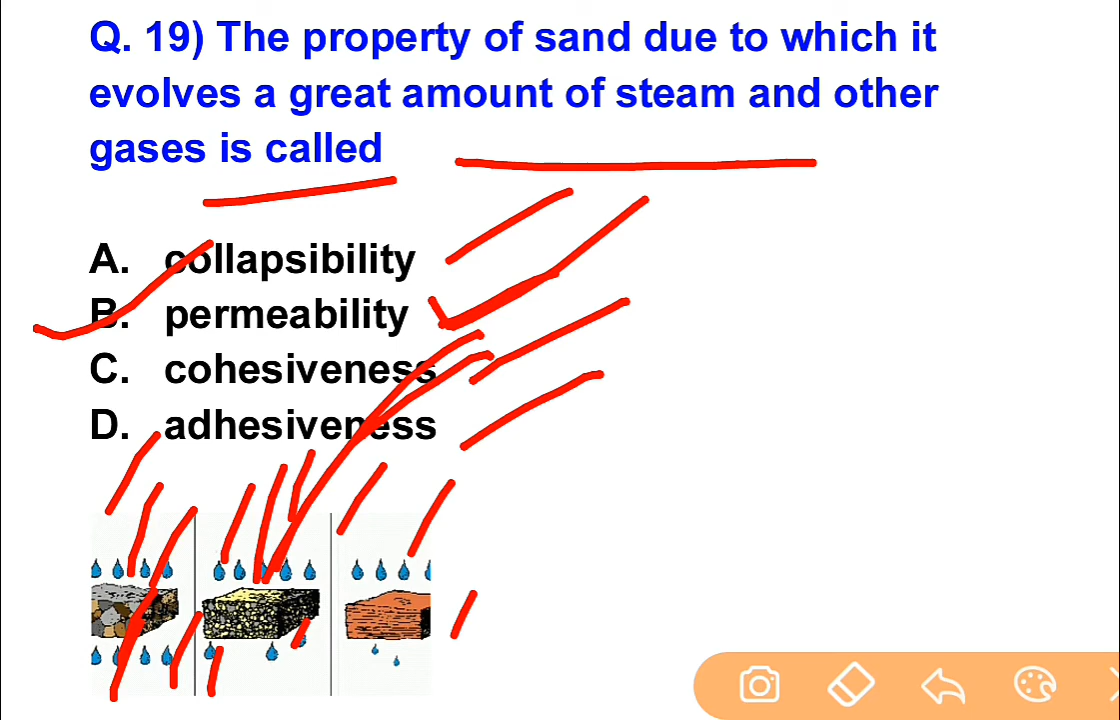 Q. 19) The property of sand due to which it
evolves a great amount of steam and other
gases is called
A. collapsibility
B. permeability
C. cohesiveness
D. adhesiveness